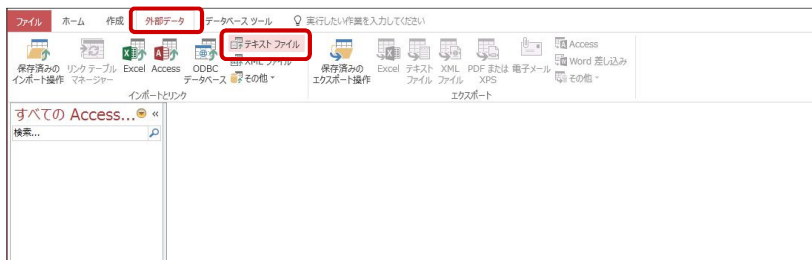 ファイル ホーム 作成 外部データ データベース ツール 実行したい作業を入力してください
保存済みの
インポート操作
リンク テーブル
マネージャー
Excel
Access
ODBC
データベース
テキスト ファイル
XML ファイル
その他
インポートとリンク
保存済みの
エクスポート操作
Excel
テキスト
ファイル
XML
ファイル
PDF または
XPS
電子メール
Access
Word 差し込み
その他
エクスポート
すべての Access... «
検索...